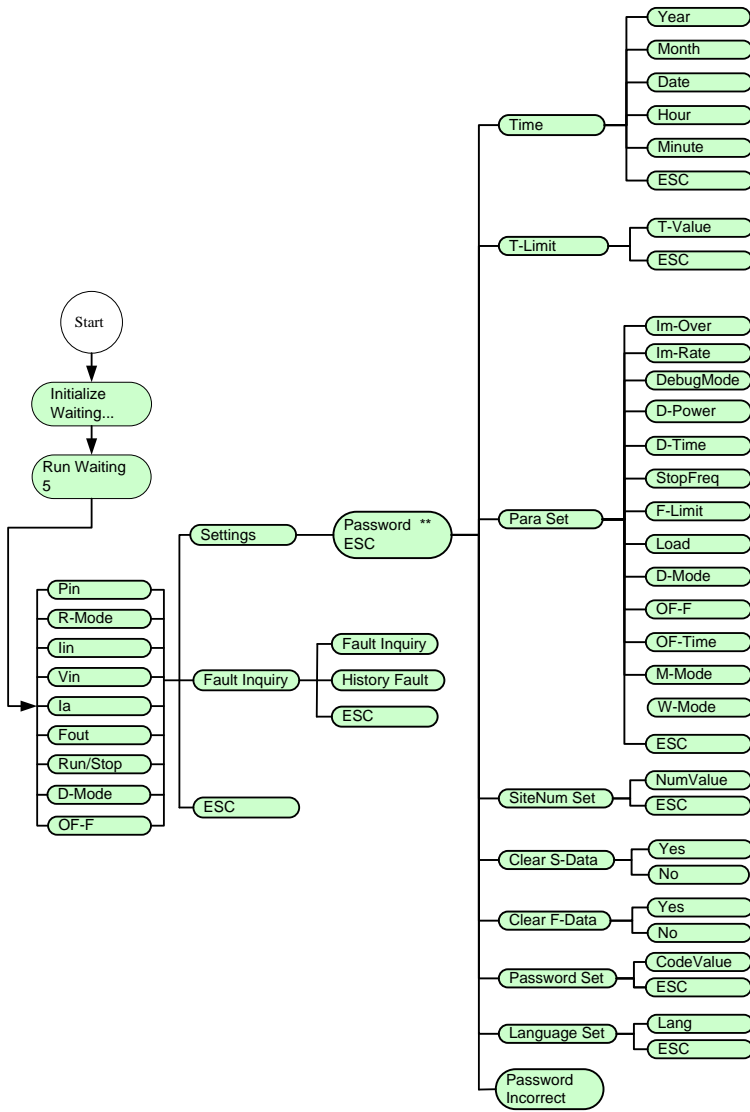 Start
Initialize
Waiting...
Run Waiting
5
Pin
R-Mode
Iin
Vin
Ia
Fout
Run/Stop
D-Mode
OF-F
Settings
Fault Inquiry
ESC
Password **
ESC
Fault Inquiry
History Fault
ESC
Time
Year
Month
Date
Hour
Minute
ESC
T-Limit
T-Value
ESC
Para Set
Im-Over
Im-Rate
DebugMode
D-Power
D-Time
StopFreq
F-Limit
Load
D-Mode
OF-F
OF-Time
M-Mode
W-Mode
ESC
SiteNum Set
NumValue
ESC
Clear S-Data
Yes
No
Clear F-Data
Yes
No
Password Set
CodeValue
ESC
Language Set
Lang
ESC
Password
Incorrect